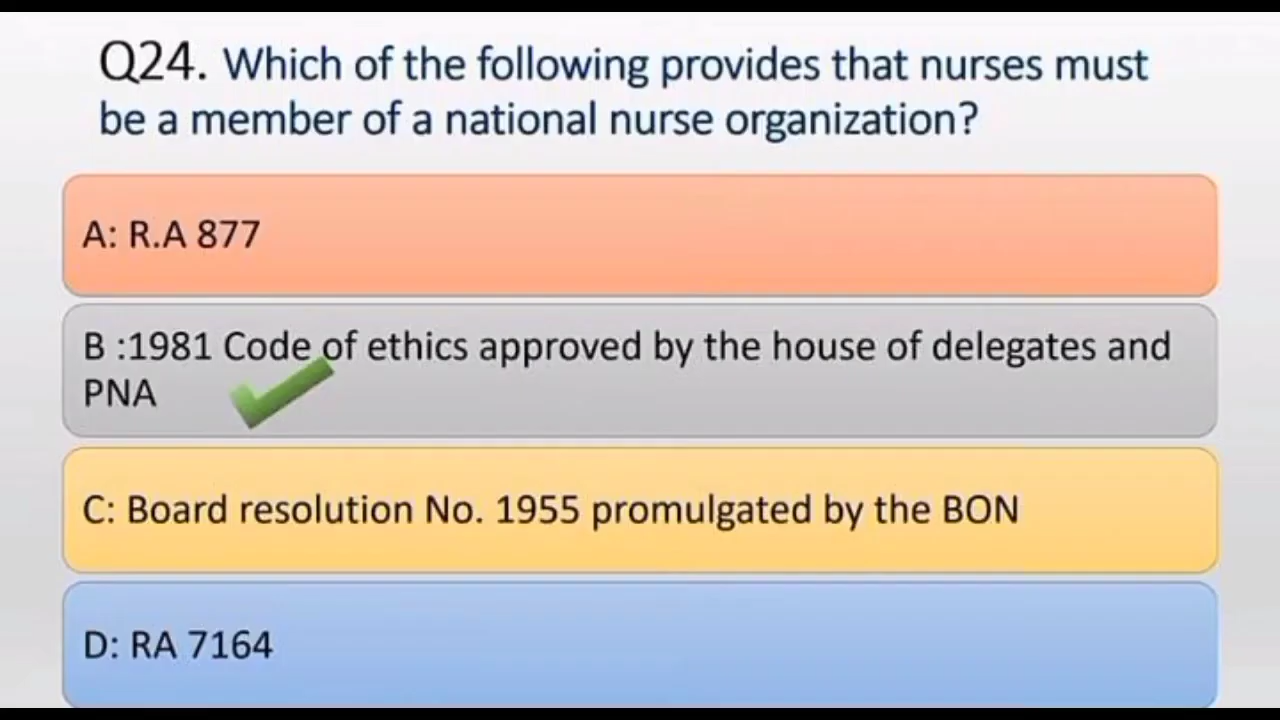 Q24. Which of the following provides that nurses must
be a member of a national nurse organization?
A: R.A 877
B :1981 Code of ethics approved by the house of delegates and
PNA
C: Board resolution No. 1955 promulgated by the BON
D: RA 7164